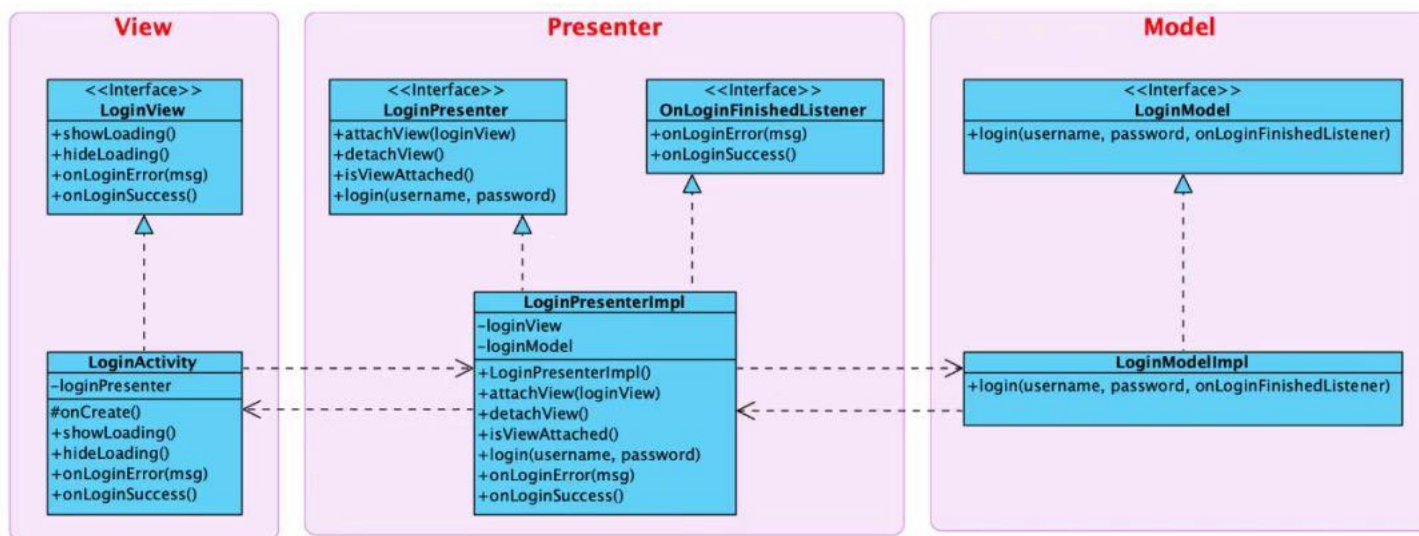 View
<<Interface>>
LoginView
+showLoading()
+hideLoading()
+onLoginError(msg)
+onLoginSuccess()
LoginActivity
-loginPresenter
#onCreate()
+showLoading()
+hideLoading()
+onLoginError(msg)
+onLoginSuccess()
Presenter
<<Interface>>
LoginPresenter
+attachView(loginView)
+detachView()
+isViewAttached()
+login(username, password)
<<Interface>>
OnLoginFinishedListener
+onLoginError(msg)
+onLoginSuccess()
LoginPresenterImpl
-loginView
-loginModel
+LoginPresenterImpl()
+attachView(loginView)
+detachView()
+isViewAttached()
+login(username, password)
+onLoginError(msg)
+onLoginSuccess()
Model
<<Interface>>
LoginModel
+login(username, password, onLoginFinishedListener)
LoginModelImpl
+login(username, password, onLoginFinishedListener)